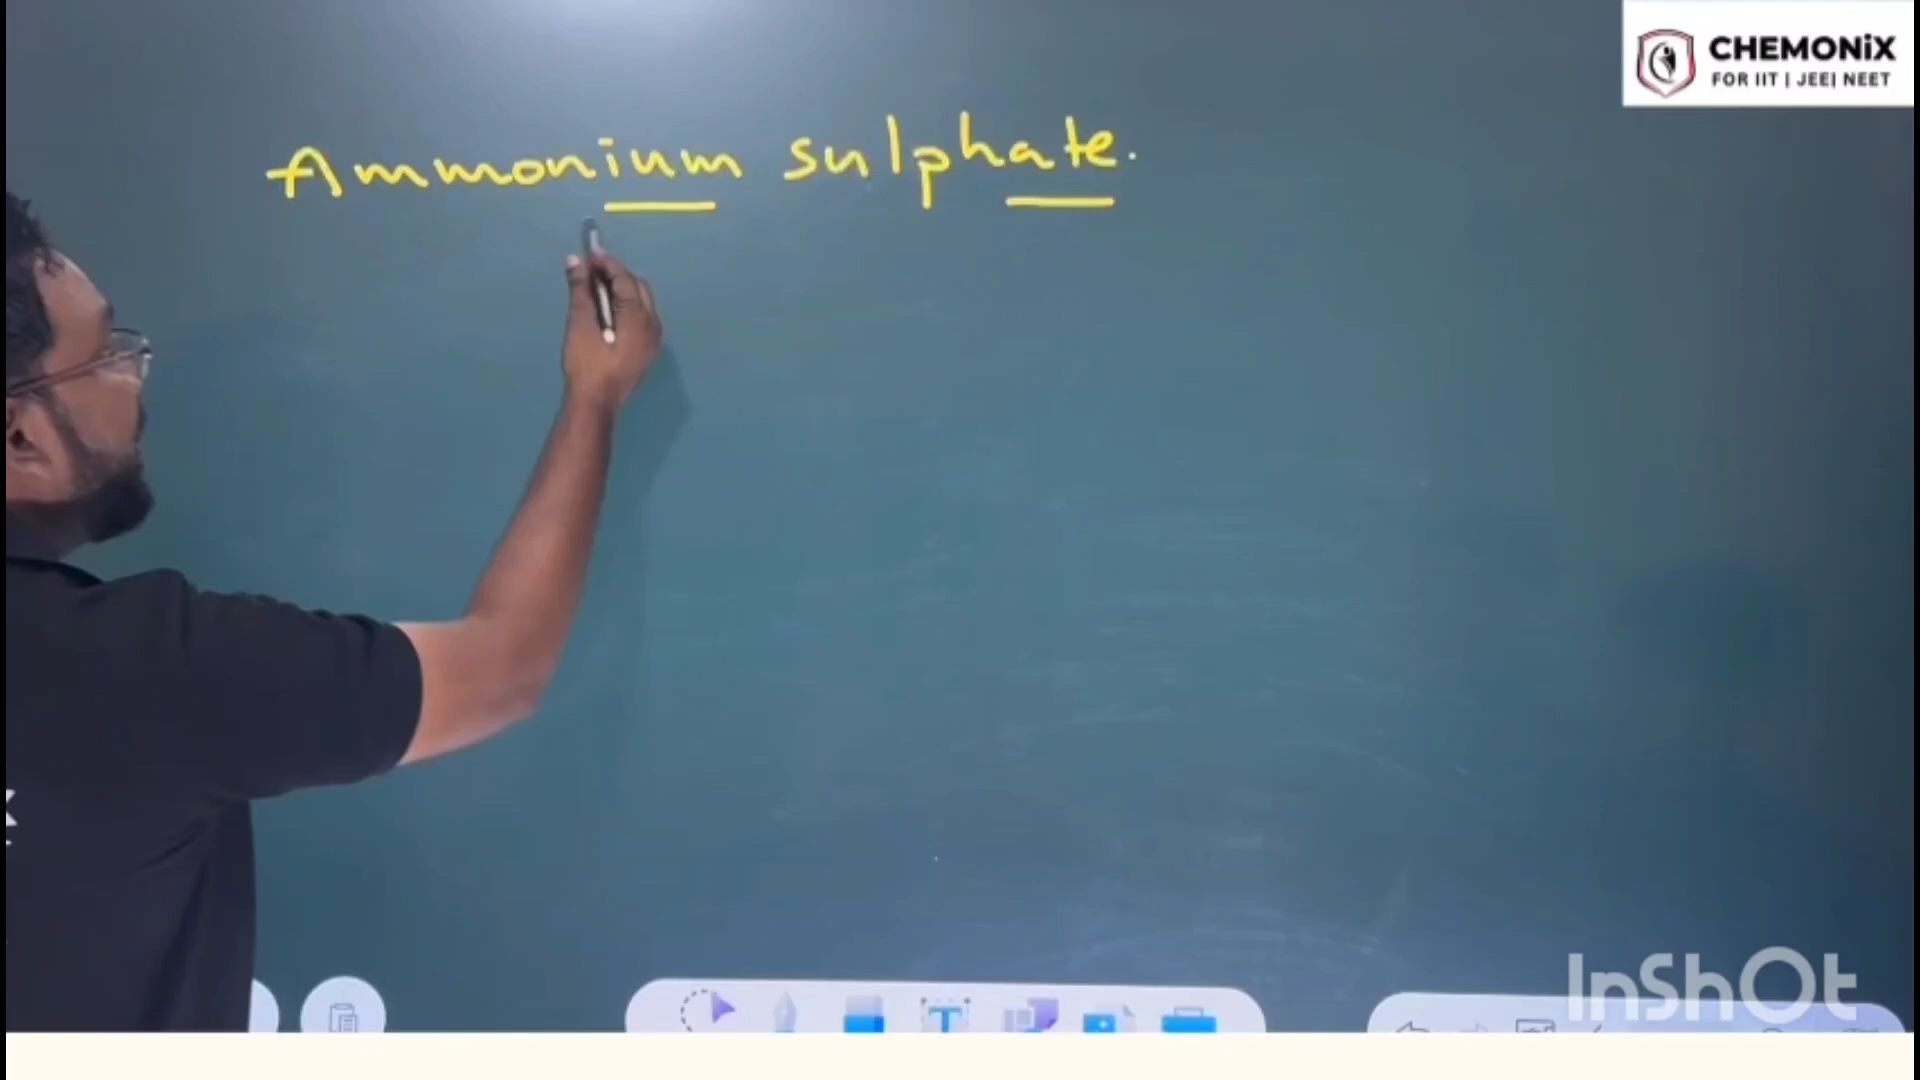 CHEMONiX
FOR IIT | JEE| NEET
Ammonium sulphate.
InShOt